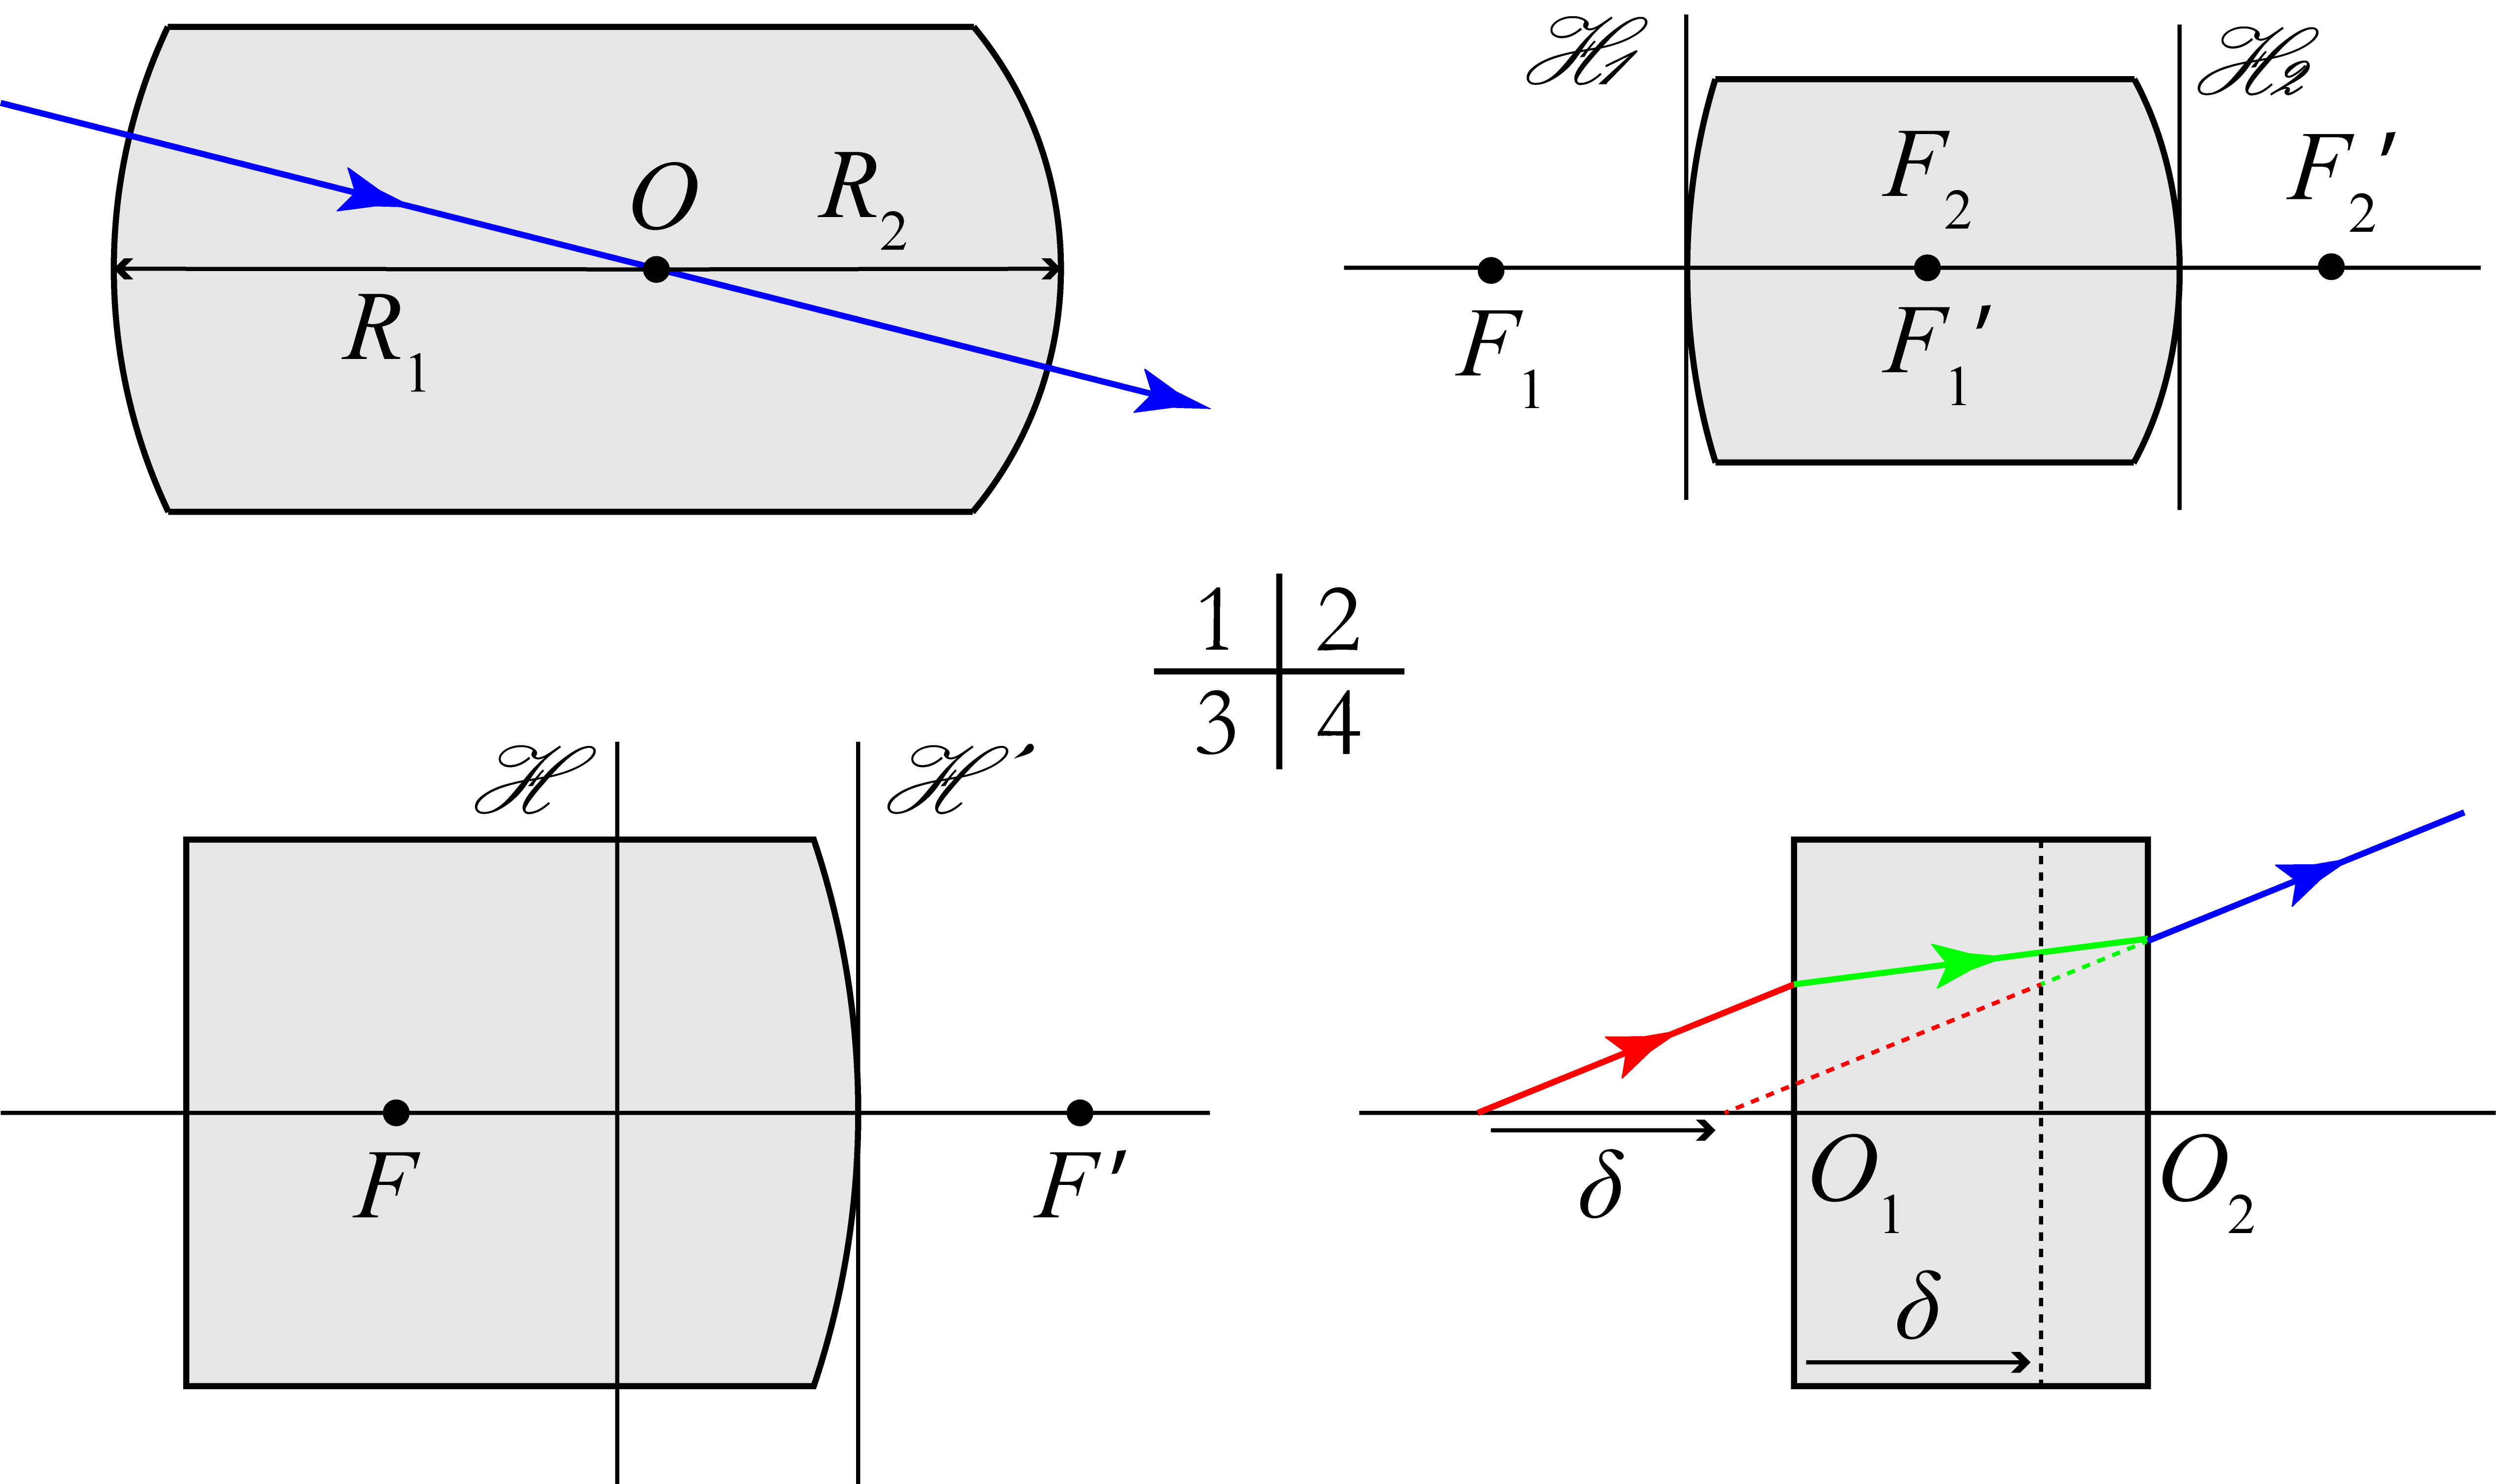 O
R₂
R₁
ℋ1
ℋ2
F₂
F₂′
F₁
F₁′
1 2
3 4
ℋ
ℋ′
F
F′
δ
O₁
O₂
δ